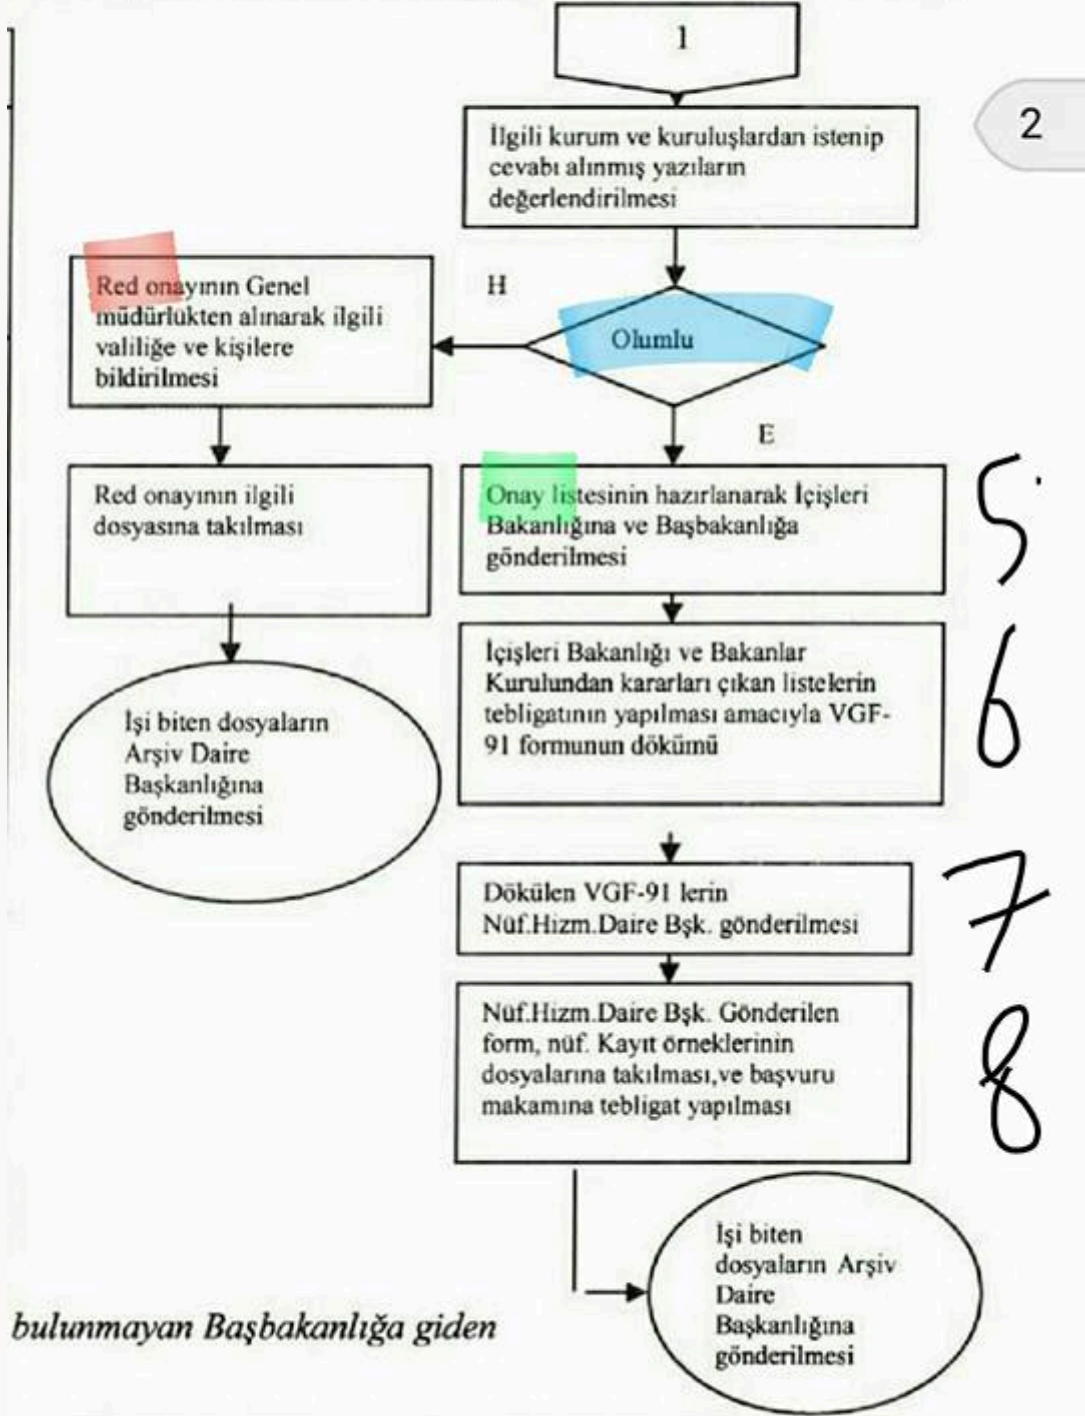 1
2
İlgili kurum ve kuruluşlardan istenip
cevabı alınmış yazıların
değerlendirilmesi
Red onayının Genel
müdürlükten alınarak ilgili
valiliğe ve kişilere
bildirilmesi
H
Olumlu
E
Red onayının ilgili
dosyasına takılması
Onay listesinin hazırlanarak İçişleri
Bakanlığına ve Başbakanlığa
gönderilmesi
5
İşi biten dosyaların
Arşiv Daire
Başkanlığına
gönderilmesi
İçişleri Bakanlığı ve Bakanlar
Kurulundan kararları çıkan listelerin
tebligatının yapılması amacıyla VGF-
91 formunun dökümü
6
Dökülen VGF-91 lerin
Nüf.Hizm.Daire Bşk. gönderilmesi
7
Nüf.Hizm.Daire Bşk. Gönderilen
form, nüf. Kayıt örneklerinin
dosyalarına takılması,ve başvuru
makamına tebligat yapılması
8
İşi biten
dosyaların Arşiv
Daire
Başkanlığına
gönderilmesi
bulunmayan Başbakanlığa giden